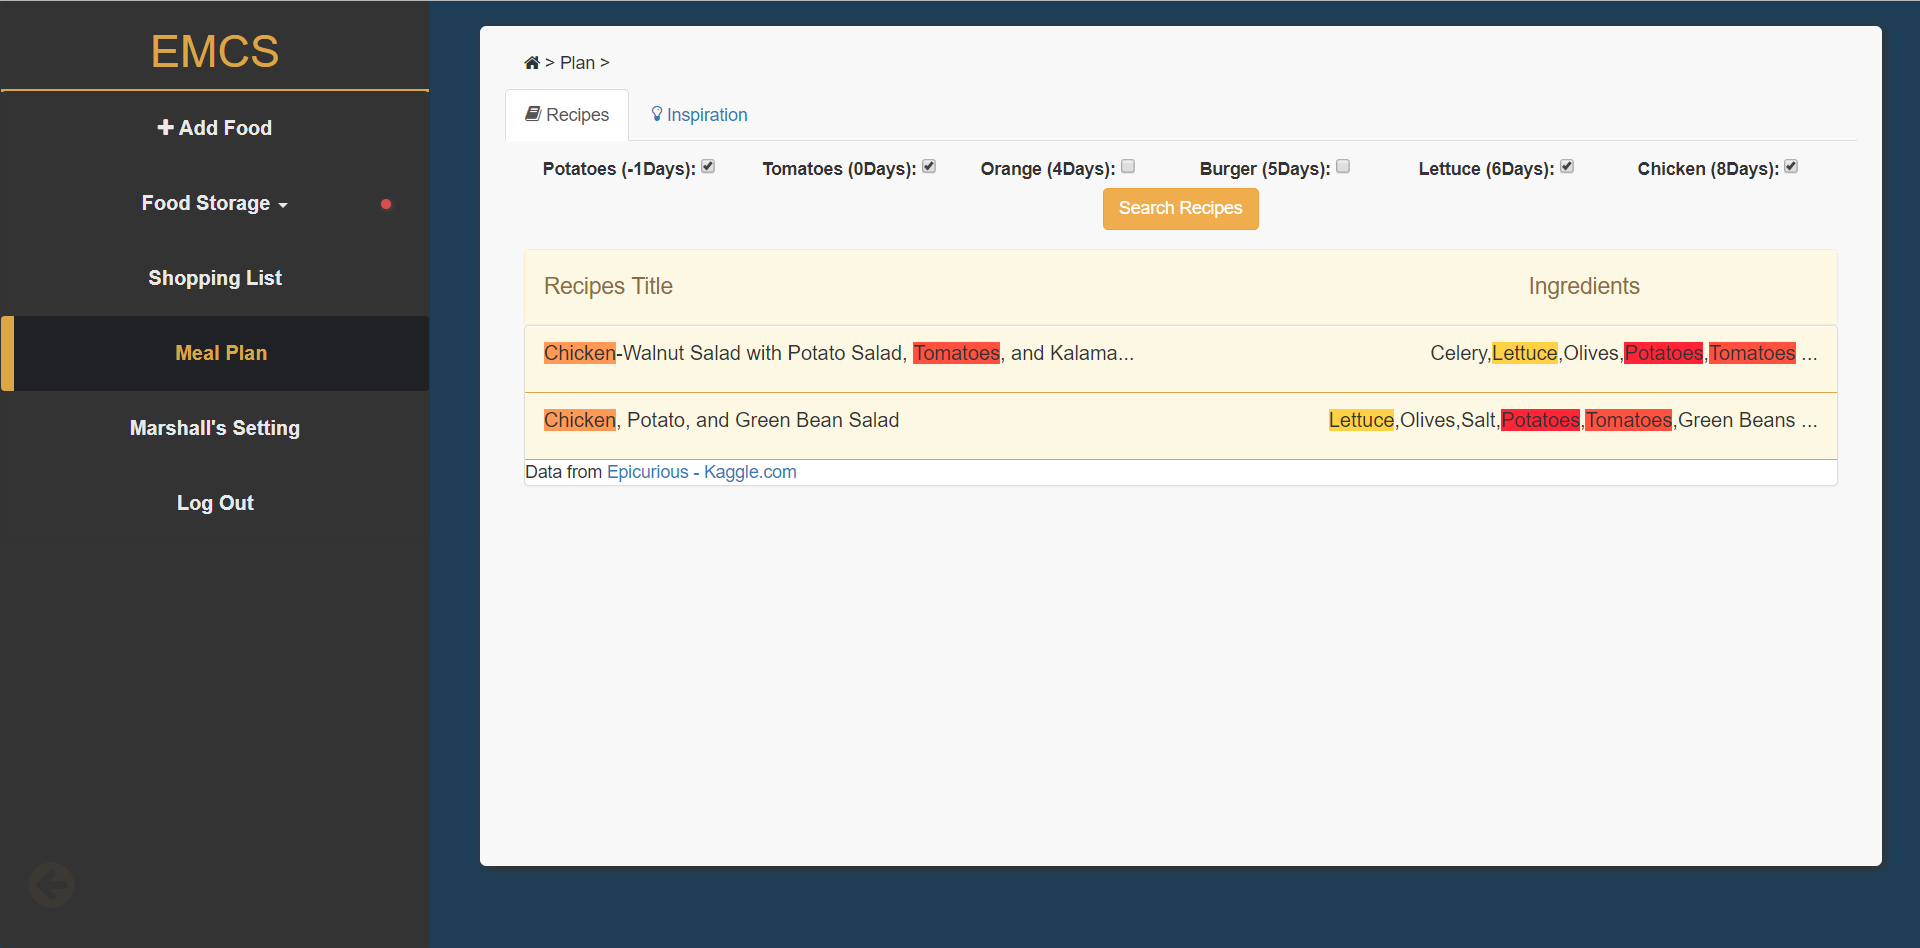 EMCS
Add Food
Food Storage
Shopping List
Meal Plan
Marshall's Setting
Log Out
> Plan >
Recipes
Inspiration
Potatoes (-1Days): Tomatoes (0Days): Orange (4Days): Burger (5Days): Lettuce (6Days): Chicken (8Days):
Search Recipes
Recipes Title Ingredients
Chicken-Walnut Salad with Potato Salad, Tomatoes, and Kalama... Celery,Lettuce,Olives,Potatoes,Tomatoes ...
Chicken, Potato, and Green Bean Salad Lettuce,Olives,Salt,Potatoes,Tomatoes,Green Beans ...
Data from Epicurious - Kaggle.com